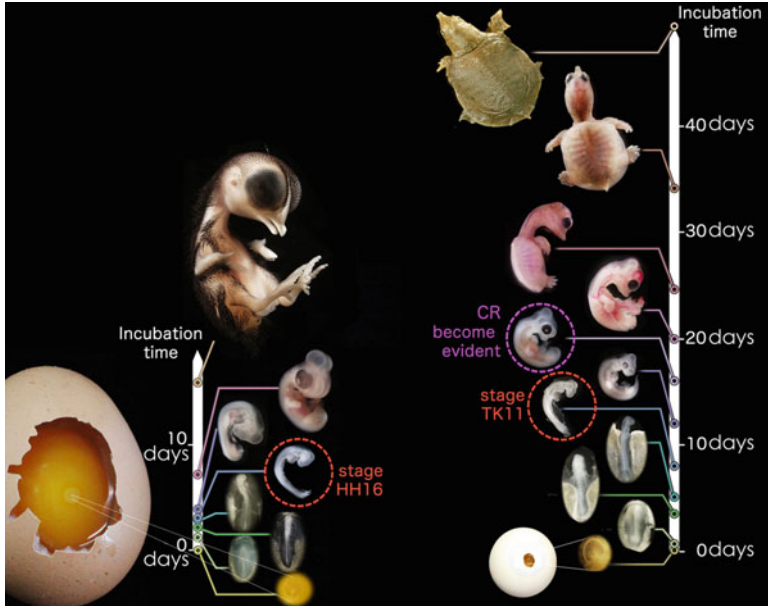 Incubation
time
40days
30days
CR
become
evident
20days
Incubation
time
stage
TK11
10
days
10days
stage
HH16
0
days
0days